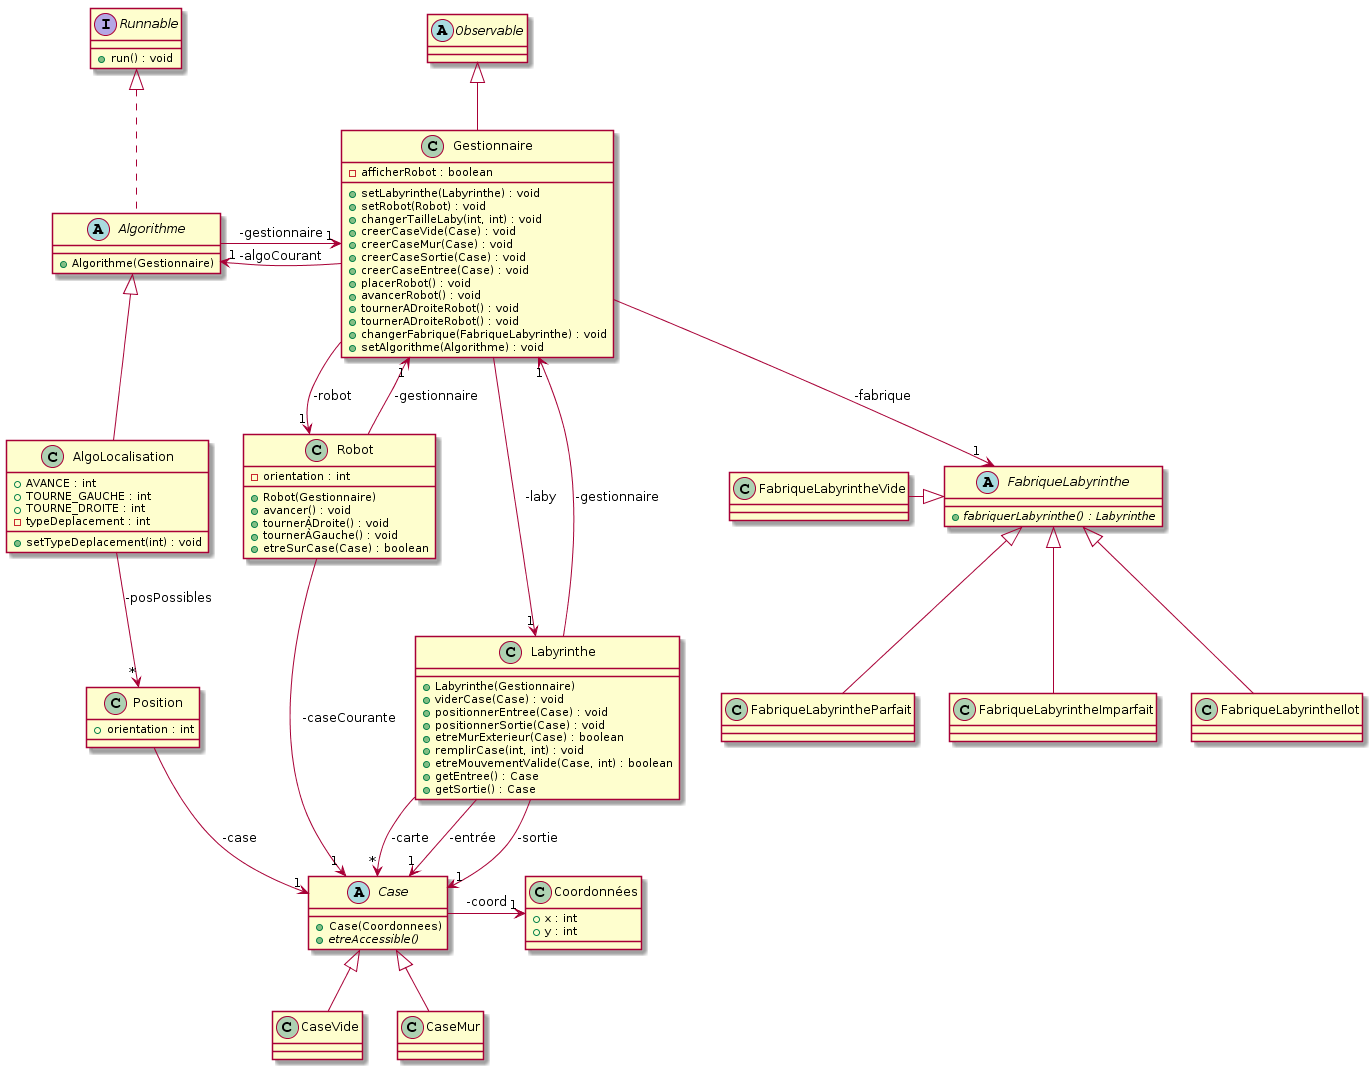 I Runnable
run() : void
A Observable
C Gestionnaire
afficherRobot : boolean
setLabyrinthe(Labyrinthe) : void
setRobot(Robot) : void
changerTailleLaby(int, int) : void
creerCaseVide(Case) : void
creerCaseMur(Case) : void
creerCaseSortie(Case) : void
creerCaseEntree(Case) : void
placerRobot() : void
avancerRobot() : void
tournerADroiteRobot() : void
tournerADroiteRobot() : void
changerFabrique(FabriqueLabyrinthe) : void
setAlgorithme(Algorithme) : void
A Algorithme
Algorithme(Gestionnaire)
-gestionnaire 1
1 -algoCourant
-robot
1
1
-gestionnaire
-laby
1
1
-gestionnaire
-fabrique
1
C AlgoLocalisation
AVANCE : int
TOURNE_GAUCHE : int
TOURNE_DROITE : int
typeDeplacement : int
setTypeDeplacement(int) : void
C Robot
orientation : int
Robot(Gestionnaire)
avancer() : void
tournerÀDroite() : void
tournerÀGauche() : void
etreSurCase(Case) : boolean
C FabriqueLabyrintheVide
A FabriqueLabyrinthe
fabriquerLabyrinthe() : Labyrinthe
-posPossibles
*
C Position
orientation : int
-caseCourante
1
C Labyrinthe
Labyrinthe(Gestionnaire)
viderCase(Case) : void
positionnerEntree(Case) : void
positionnerSortie(Case) : void
etreMurExterieur(Case) : boolean
remplirCase(int, int) : void
etreMouvementValide(Case, int) : boolean
getEntree() : Case
getSortie() : Case
C FabriqueLabyrintheParfait
C FabriqueLabyrintheImparfait
C FabriqueLabyrintheIlot
-case
1
-carte
*
-entrée
1
-sortie
1
A Case
Case(Coordonnees)
etreAccessible()
-coord 1
C Coordonnées
x : int
y : int
C CaseVide
C CaseMur